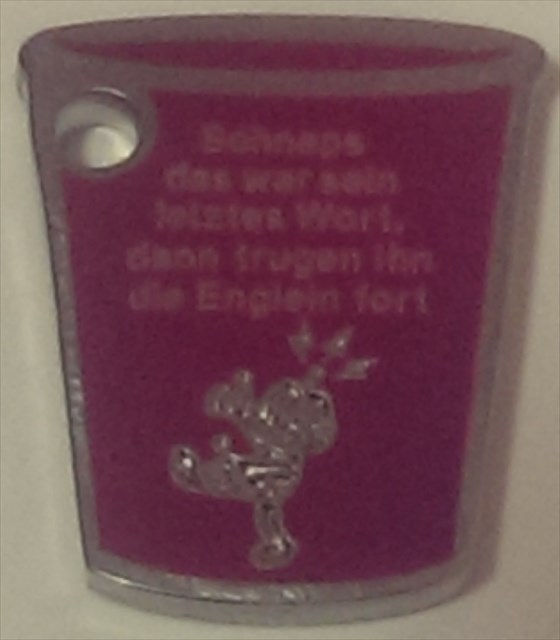 Schnaps
das war sein
letztes Wort,
dann trugen ihn
die Englein fort